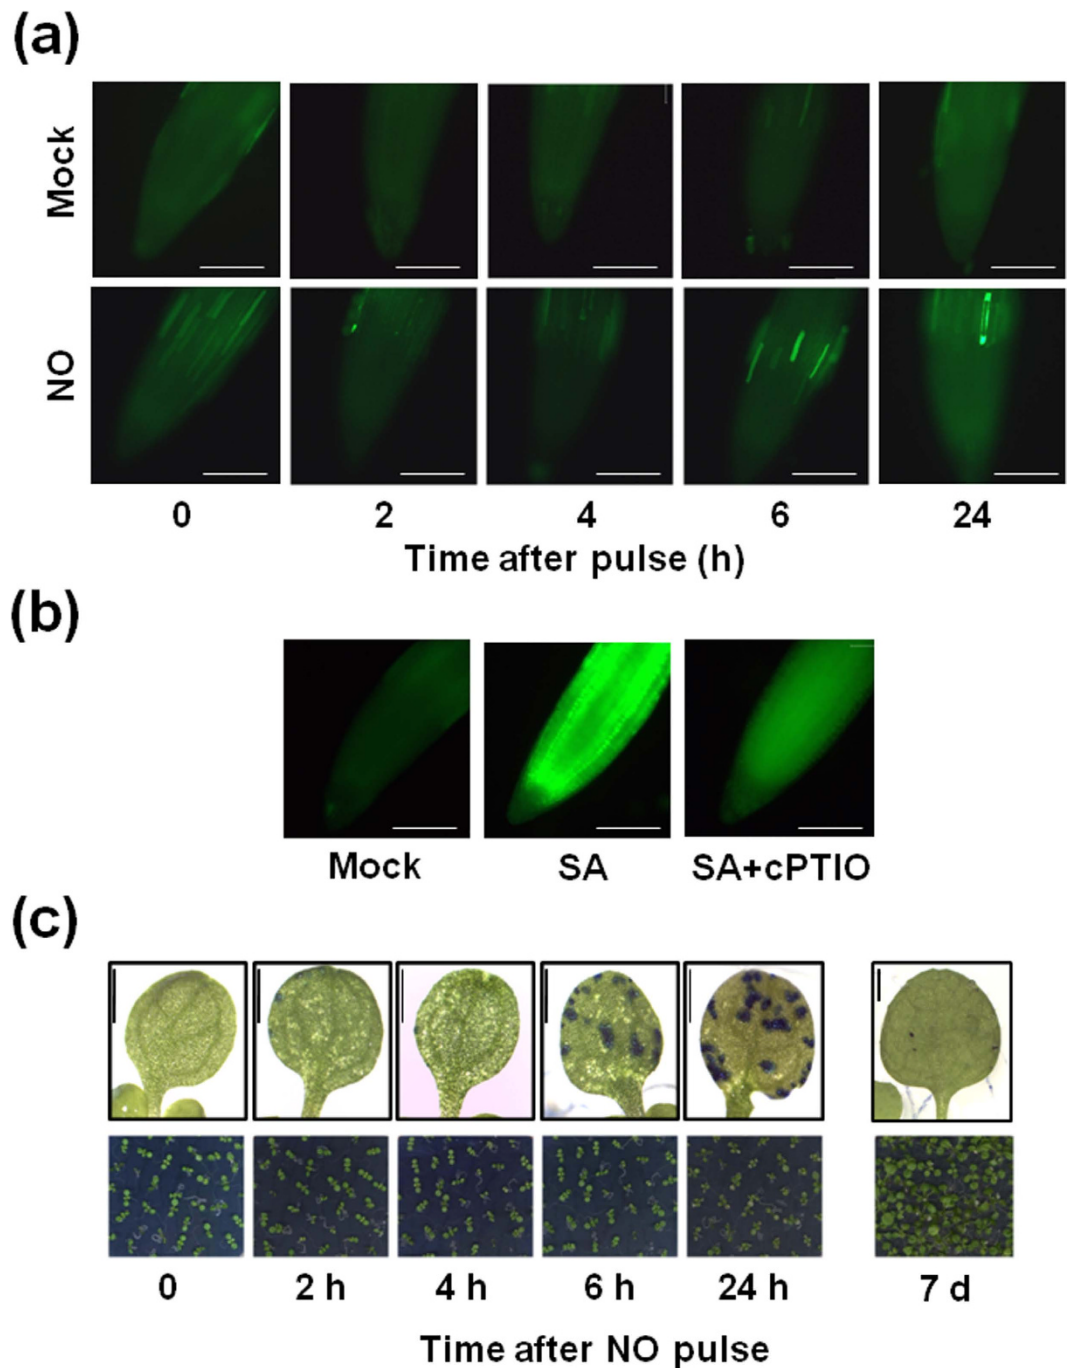 (a)
Mock
NO
0 2 4 6 24
Time after pulse (h)
(b)
Mock SA SA+cPTIO
(c)
0 2 h 4 h 6 h 24 h 7 d
Time after NO pulse